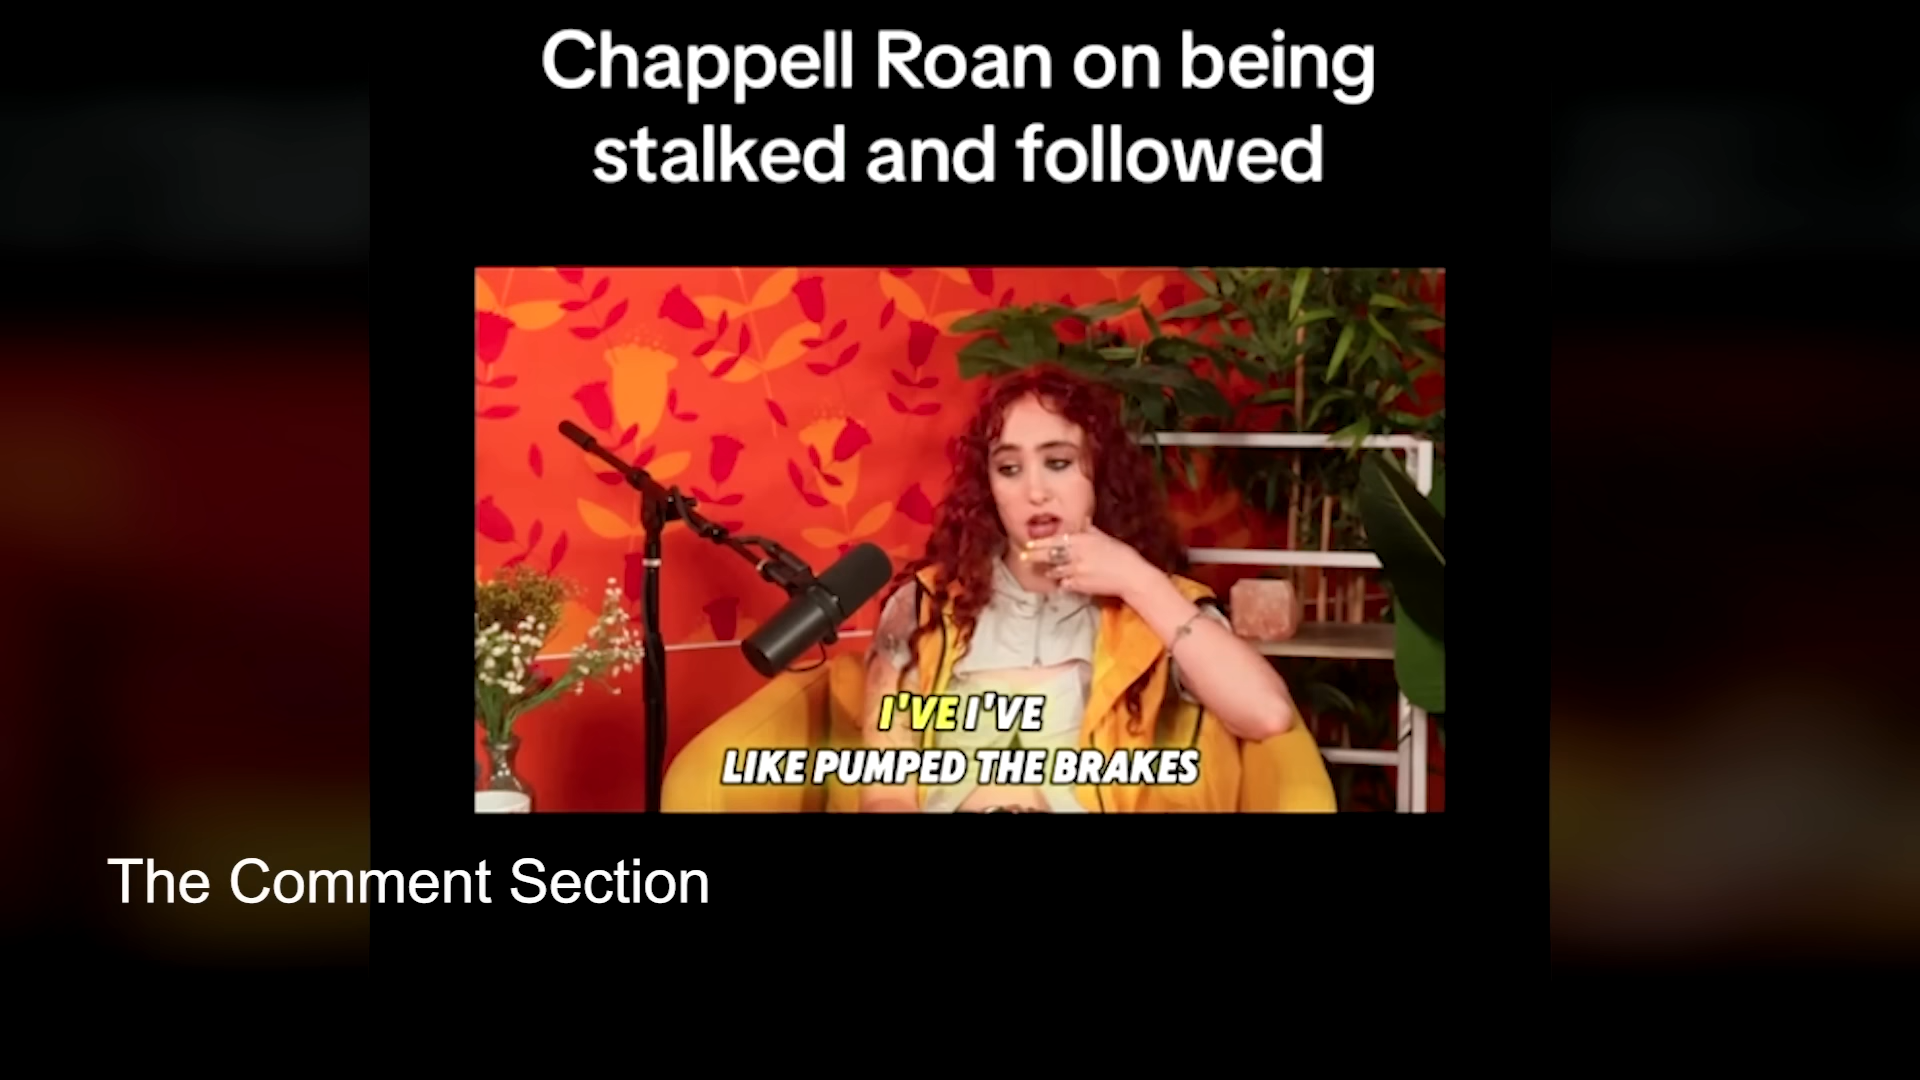 Chappell Roan on being
stalked and followed
I'VE I'VE
LIKE PUMPED THE BRAKES
The Comment Section